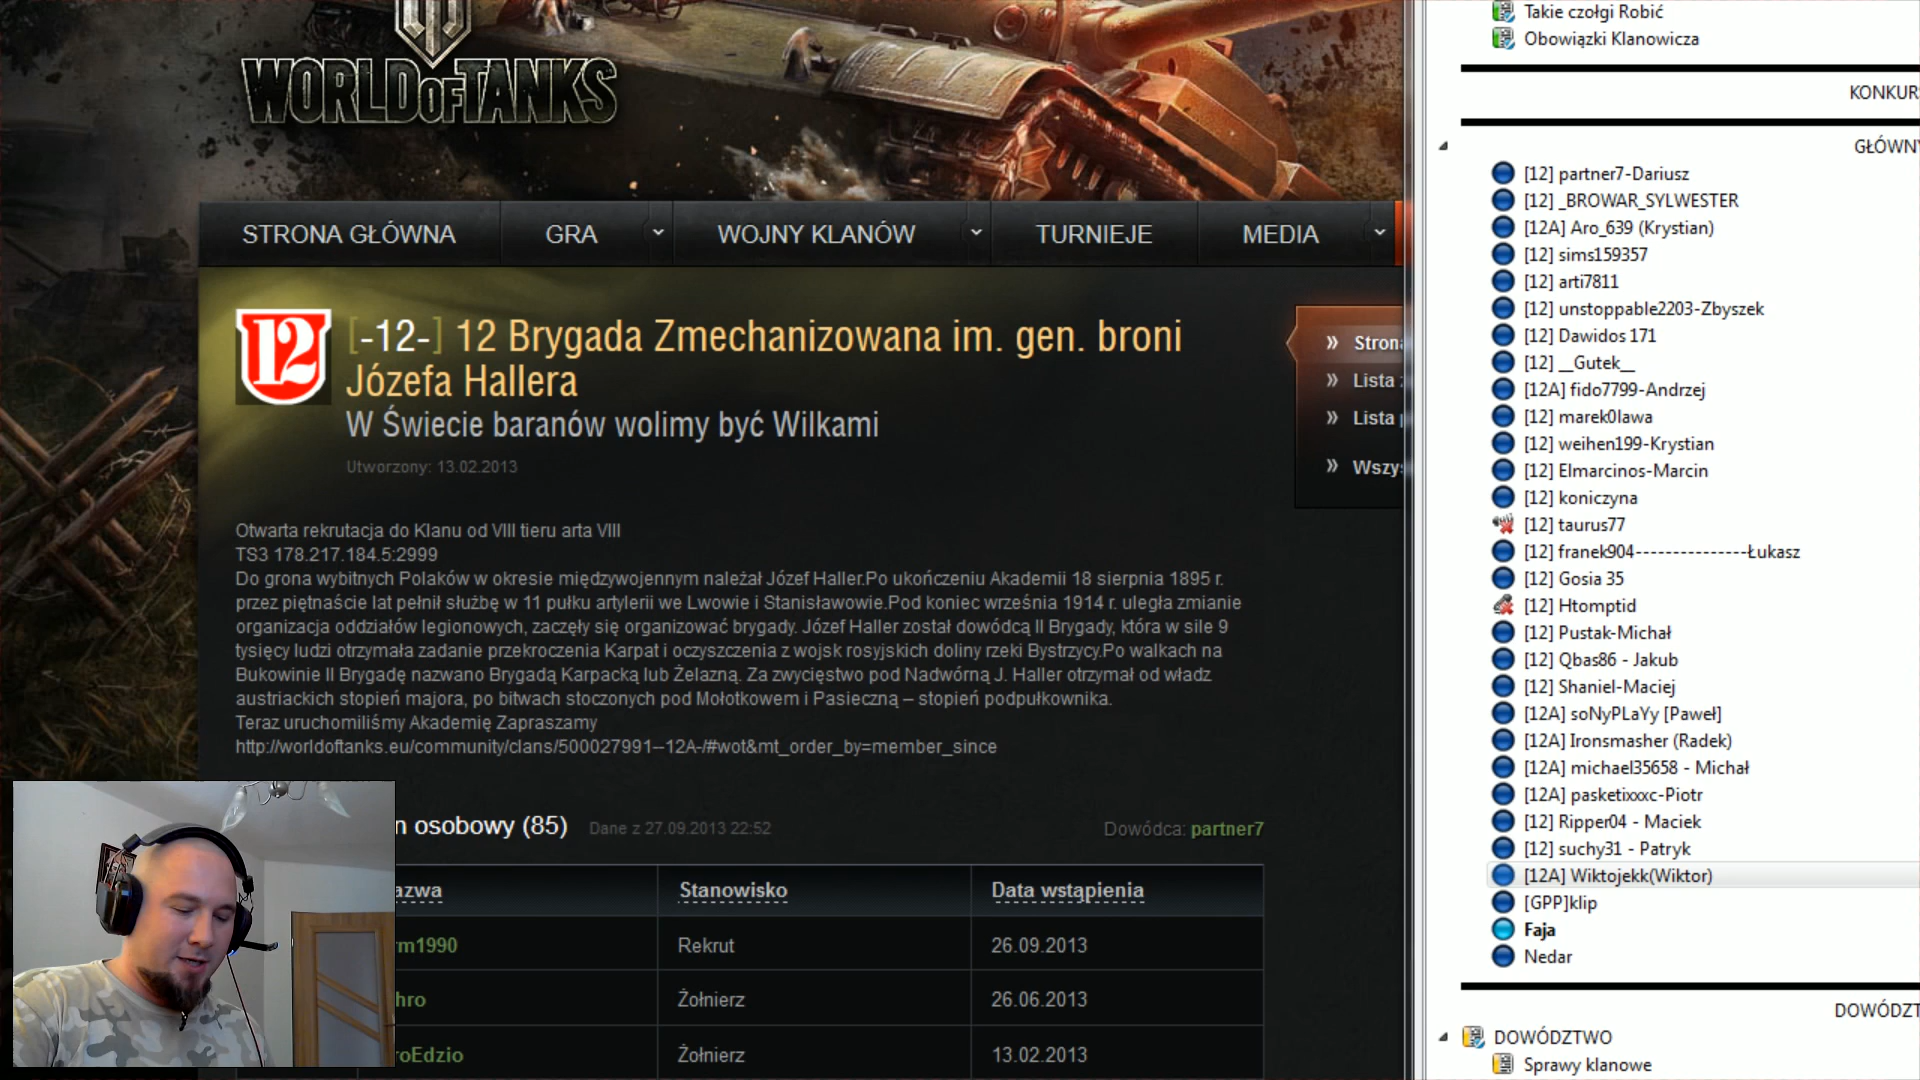 WORLD OF TANKS
STRONA GŁÓWNA
GRA
WOJNY KLANÓW
TURNIEJE
MEDIA
12
[-12-] 12 Brygada Zmechanizowana im. gen. broni
Józefa Hallera
W Świecie baranów wolimy być Wilkami
Utworzony: 13.02.2013
» Strona
» Lista
» Lista
» Wszys
Otwarta rekrutacja do Klanu od VIII tieru arta VIII
TS3 178.217.184.5:2999
Do grona wybitnych Polaków w okresie międzywojennym należał Józef Haller.Po ukończeniu Akademii 18 sierpnia 1895 r.
przez piętnaście lat pełnił służbę w 11 pułku artylerii we Lwowie i Stanisławowie.Pod koniec września 1914 r. uległa zmianie
organizacja oddziałów legionowych, zaczęły się organizować brygady. Józef Haller został dowódcą II Brygady, która w sile 9
tysięcy ludzi otrzymała zadanie przekroczenia Karpat i oczyszczenia z wojsk rosyjskich doliny rzeki Bystrzycy.Po walkach na
Bukowinie II Brygadę nazwano Brygadą Karpacką lub Żelazną. Za zwycięstwo pod Nadwórną J. Haller otrzymał od władz
austriackich stopień majora, po bitwach stoczonych pod Mołotkowem i Pasieczną – stopień podpułkownika.
Teraz uruchomiliśmy Akademię Zapraszamy
http://worldoftanks.eu/community/clans/500027991--12A-/#wot&mt_order_by=member_since
n osobowy (85)
Dane z 27.09.2013 22:52
Dowódca: partner7
azwa
Stanowisko
Data wstąpienia
rm1990
Rekrut
26.09.2013
hro
Żołnierz
26.06.2013
roEdzio
Żołnierz
13.02.2013
Takie czołgi Robić
Obowiązki Klanowicza
KONKUR
GŁÓWNY
[12] partner7-Dariusz
[12] _BROWAR_SYLWESTER
[12A] Aro_639 (Krystian)
[12] sims159357
[12] arti7811
[12] unstoppable2203-Zbyszek
[12] Dawidos 171
[12] __Gutek__
[12A] fido7799-Andrzej
[12] marek0lawa
[12] weihen199-Krystian
[12] Elmarcinos-Marcin
[12] koniczyna
[12] taurus77
[12] franek904---------------Łukasz
[12] Gosia 35
[12] Htomptid
[12] Pustak-Michał
[12] Qbas86 - Jakub
[12] Shaniel-Maciej
[12A] soNyPLaYy [Paweł]
[12A] Ironsmasher (Radek)
[12A] michael35658 - Michał
[12A] pasketixxxc-Piotr
[12A] Ripper04 - Maciek
[12] suchy31 - Patryk
[12A] Wiktojekk(Wiktor)
[GPP]klip
Faja
Nedar
DOWÓDZT
DOWÓDZTWO
Sprawy klanowe